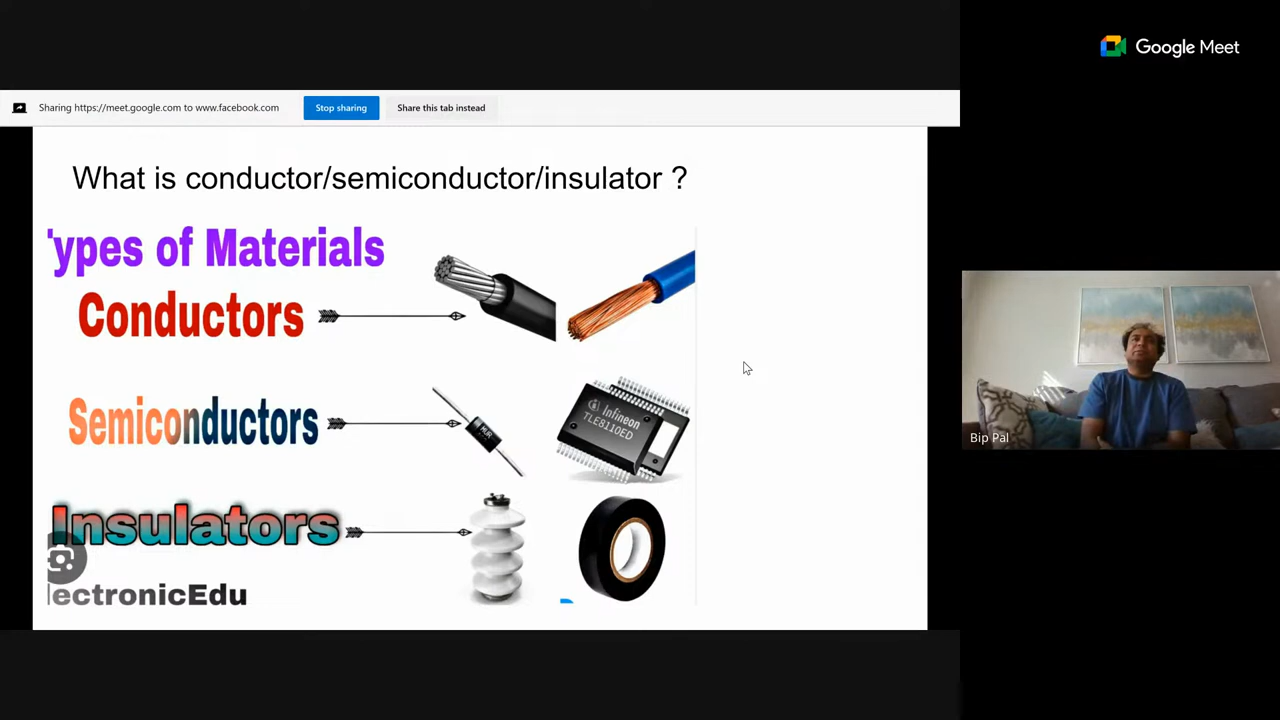 Google Meet
Sharing https://meet.google.com to www.facebook.com
Stop sharing
Share this tab instead
What is conductor/semiconductor/insulator ?
ypes of Materials
Conductors
Semiconductors
MUR
infineon
TLE8110ED
Insulators
lectronicEdu
Bip Pal